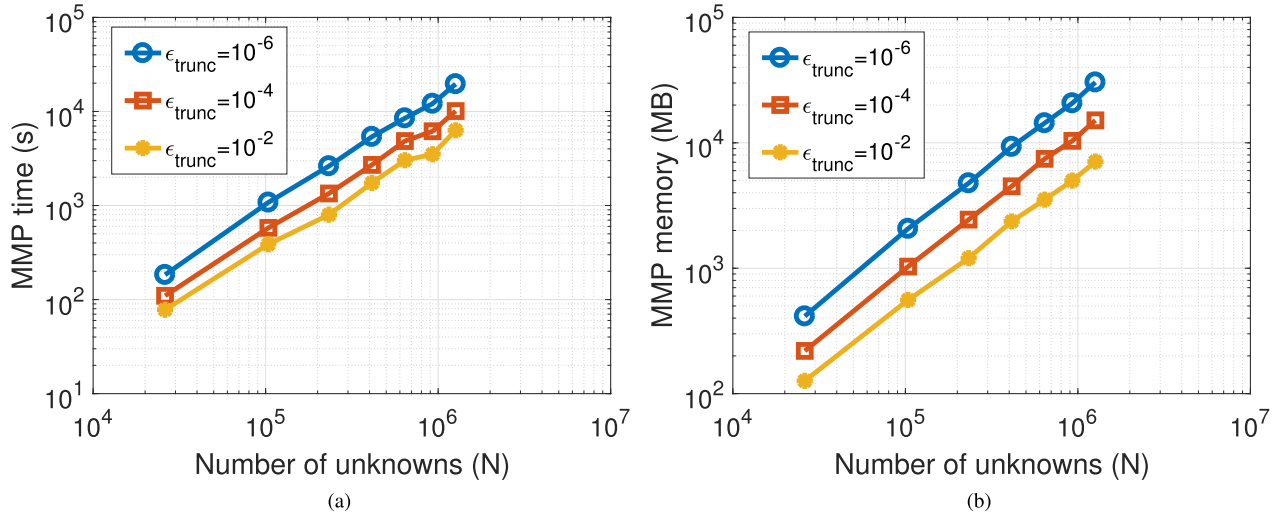 10^5
10^4
10^3
10^2
10^1
MMP time (s)
ϵ_trunc=10^-6
ϵ_trunc=10^-4
ϵ_trunc=10^-2
10^4 10^5 10^6 10^7
Number of unknowns (N)
(a)
10^5
10^4
10^3
10^2
MMP memory (MB)
ϵ_trunc=10^-6
ϵ_trunc=10^-4
ϵ_trunc=10^-2
10^4 10^5 10^6 10^7
Number of unknowns (N)
(b)